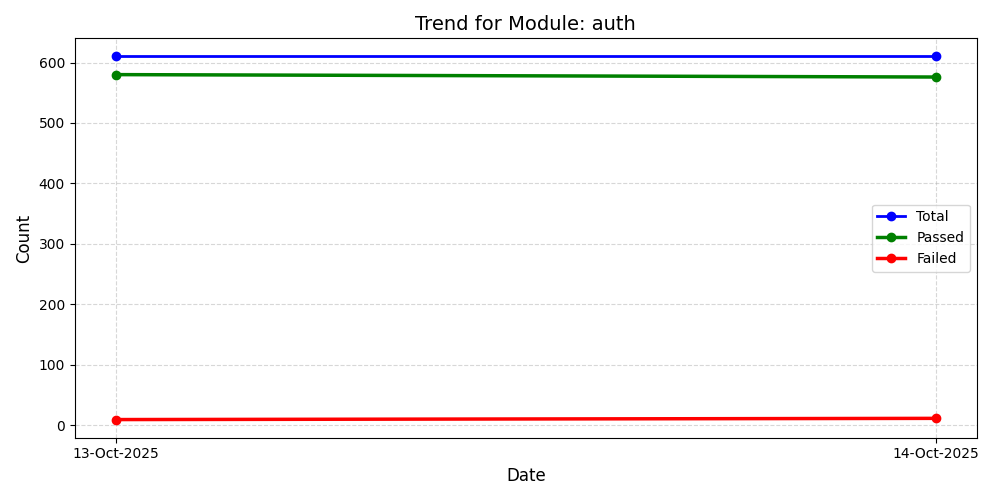 Trend for Module: auth
600
500
400
300
200
100
0
Count
Total
Passed
Failed
13-Oct-2025
14-Oct-2025
Date